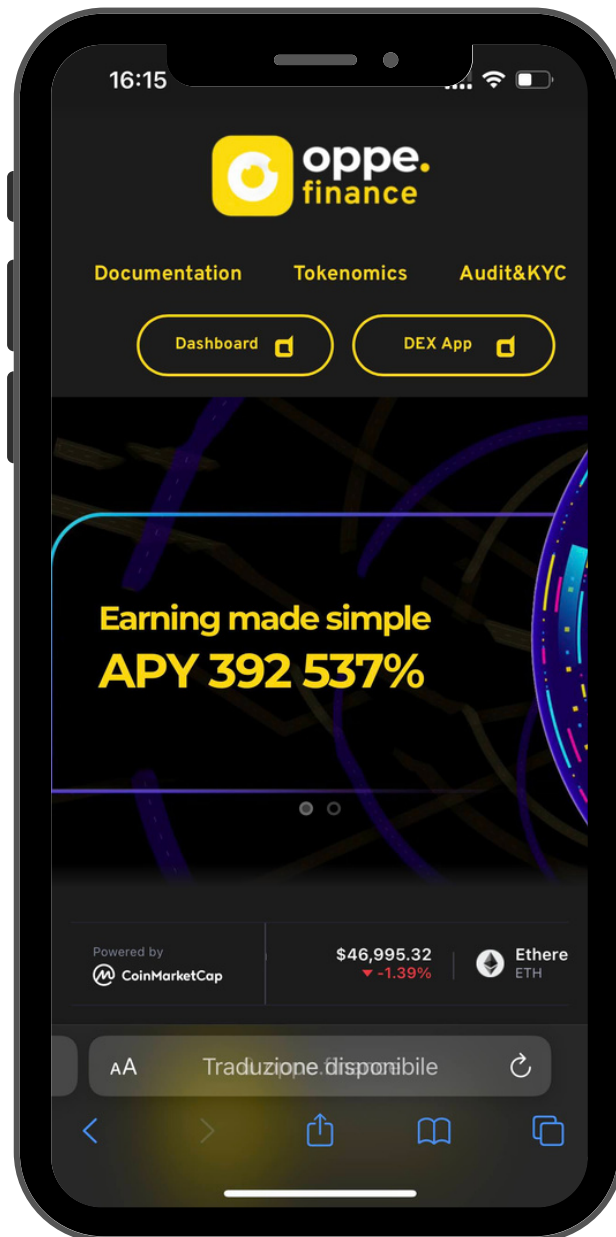 16:15
oppe.
finance
Documentation Tokenomics Audit&KYC
Dashboard DEX App
Earning made simple
APY 392 537%
Powered by
CoinMarketCap
$46,995.32
-1.39%
Ethere
ETH
AA Traduzione disponibile